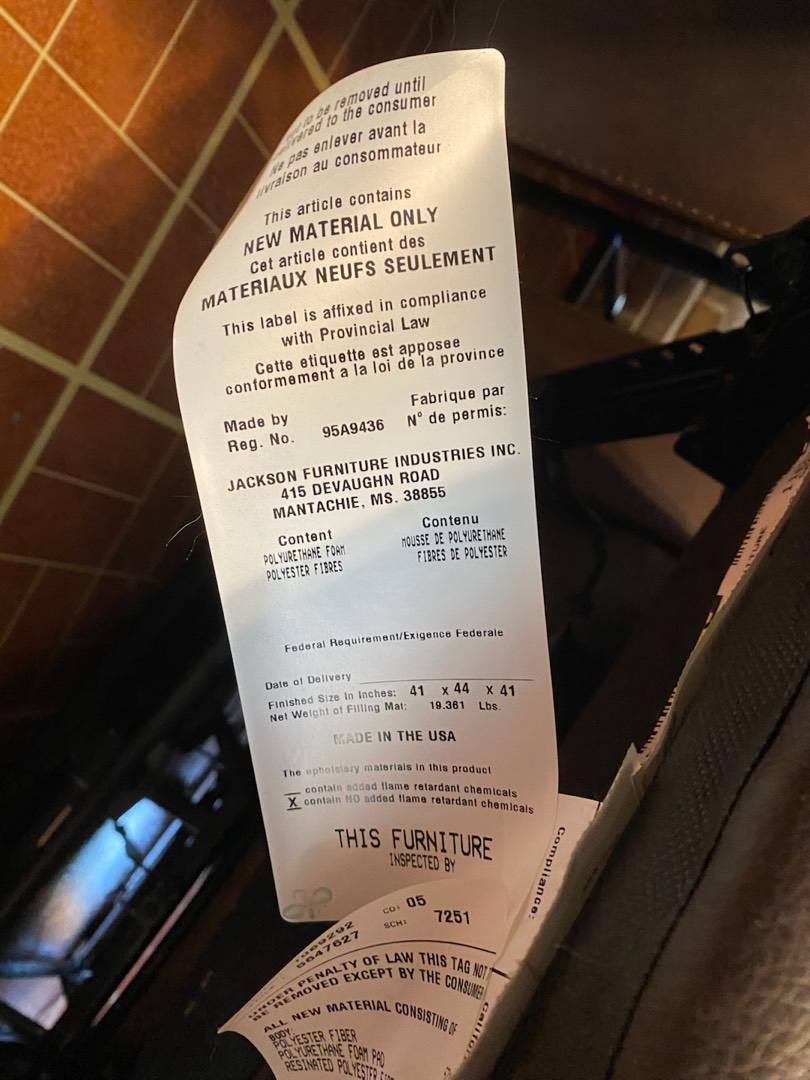 to be removed until
delivered to the consumer
Ne pas enlever avant la
livraison au consommateur
This article contains
NEW MATERIAL ONLY
Cet article contient des
MATERIAUX NEUFS SEULEMENT
This label is affixed in compliance
with Provincial Law
Cette etiquette est apposee
conformement a la loi de la province
Made by Fabrique par
Reg. No. 95A9436 N° de permis:
JACKSON FURNITURE INDUSTRIES INC.
415 DEVAUGHN ROAD
MANTACHIE, MS. 38855
Content Contenu
POLYURETHANE FOAM MOUSSE DE POLYURETHANE
POLYESTER FIBRES FIBRES DE POLYESTER
Federal Requirement/Exigence Federale
Date of Delivery
Finished Size In Inches: 41 x 44 x 41
Net Weight of Filling Mat: 19.361 Lbs.
MADE IN THE USA
The upholstery materials in this product
contain added flame retardant chemicals
X contain NO added flame retardant chemicals
THIS FURNITURE
INSPECTED BY
Compliance:
CO: 05
SCH: 7251
UNDER PENALTY OF LAW THIS TAG NOT
BE REMOVED EXCEPT BY THE CONSUMER
ALL NEW MATERIAL CONSISTING OF
BODY:
POLYESTER FIBER
POLYURETHANE FOAM PAD
RESINATED POLYESTER